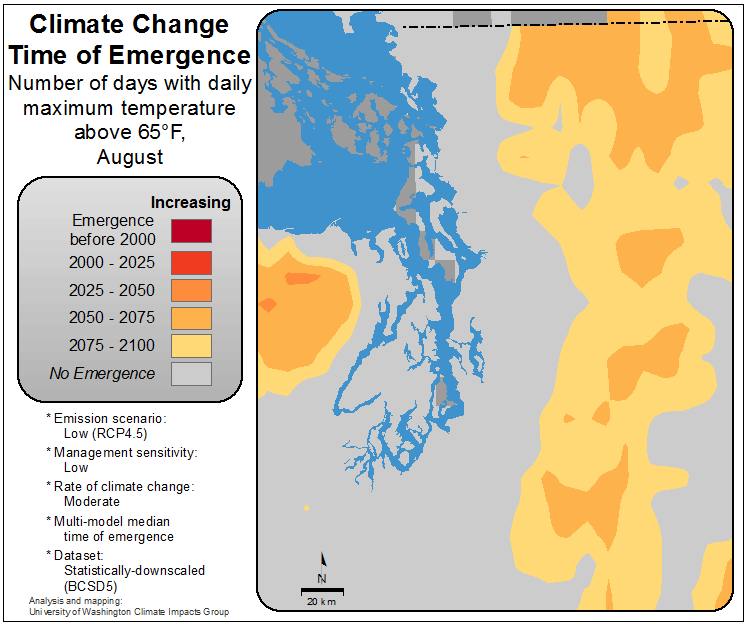 Climate Change
Time of Emergence
Number of days with daily
maximum temperature
above 65°F,
August
Increasing
Emergence
before 2000
2000 - 2025
2025 - 2050
2050 - 2075
2075 - 2100
No Emergence
* Emission scenario:
Low (RCP4.5)
* Management sensitivity:
Low
* Rate of climate change:
Moderate
* Multi-model median
time of emergence
* Dataset:
Statistically-downscaled
(BCSD5)
Analysis and mapping:
University of Washington Climate Impacts Group
N
20 km